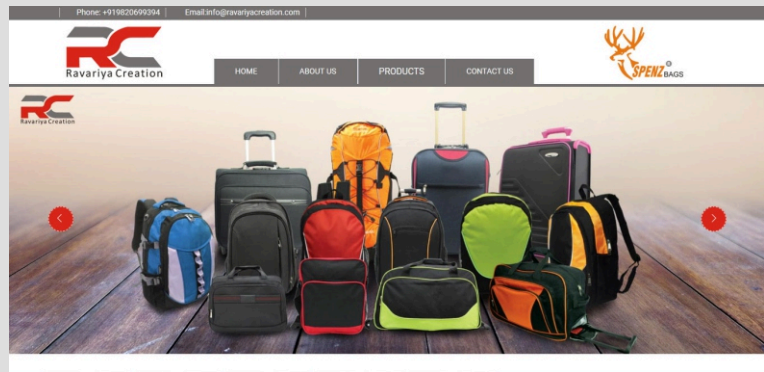 Phone: +919820699394 Email:info@ravariyacreation.com
RC
Ravariya Creation
HOME ABOUT US PRODUCTS CONTACT US
SPENZ BAGS
RC
Ravariya Creation